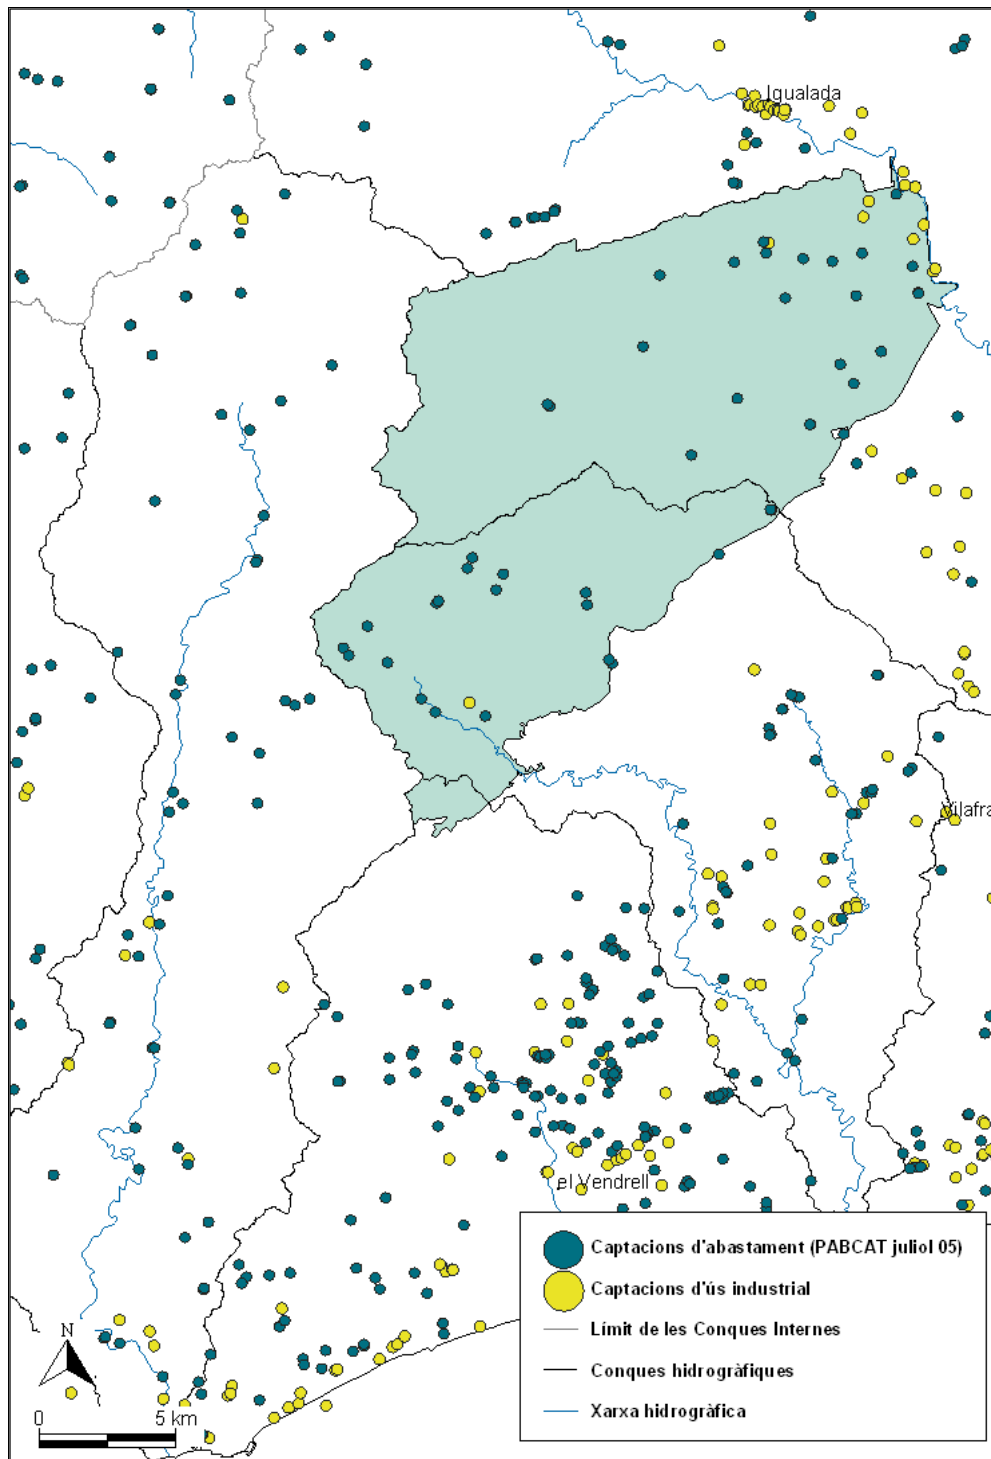 Igualada
Vilafra
el Vendrell
Captacions d'abastament (PABCAT juliol 05)
Captacions d'ús industrial
Límit de les Conques Internes
Conques hidrogràfiques
Xarxa hidrogràfica
N
0 5 km